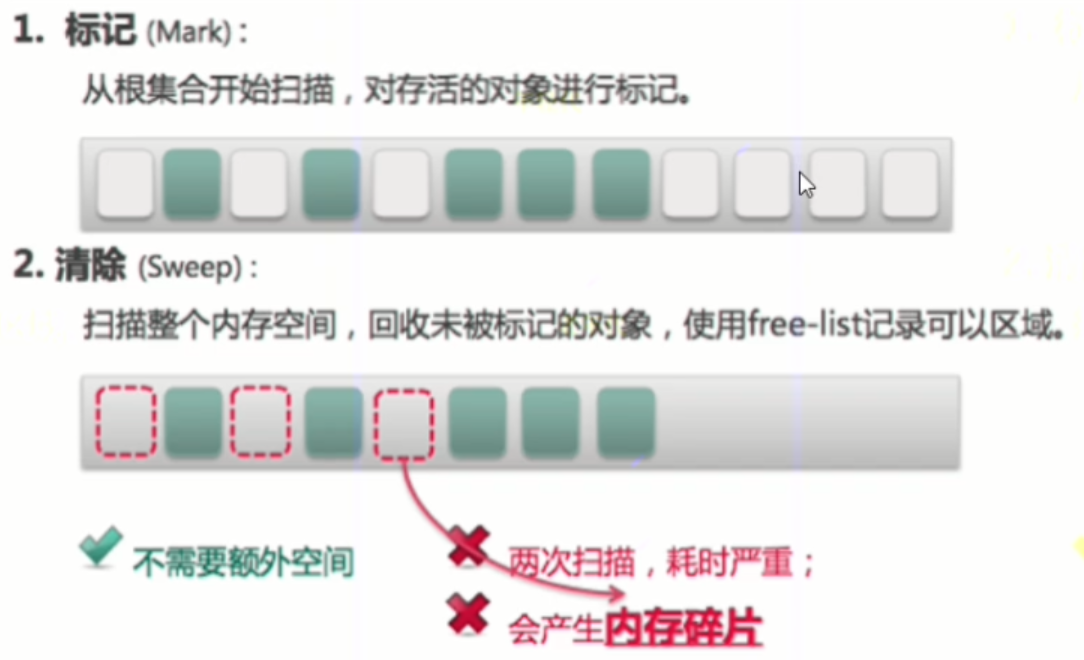 1. 标记 (Mark)：
从根集合开始扫描，对存活的对象进行标记。
2. 清除 (Sweep)：
扫描整个内存空间，回收未被标记的对象，使用free-list记录可以区域。
不需要额外空间
两次扫描，耗时严重；
会产生内存碎片